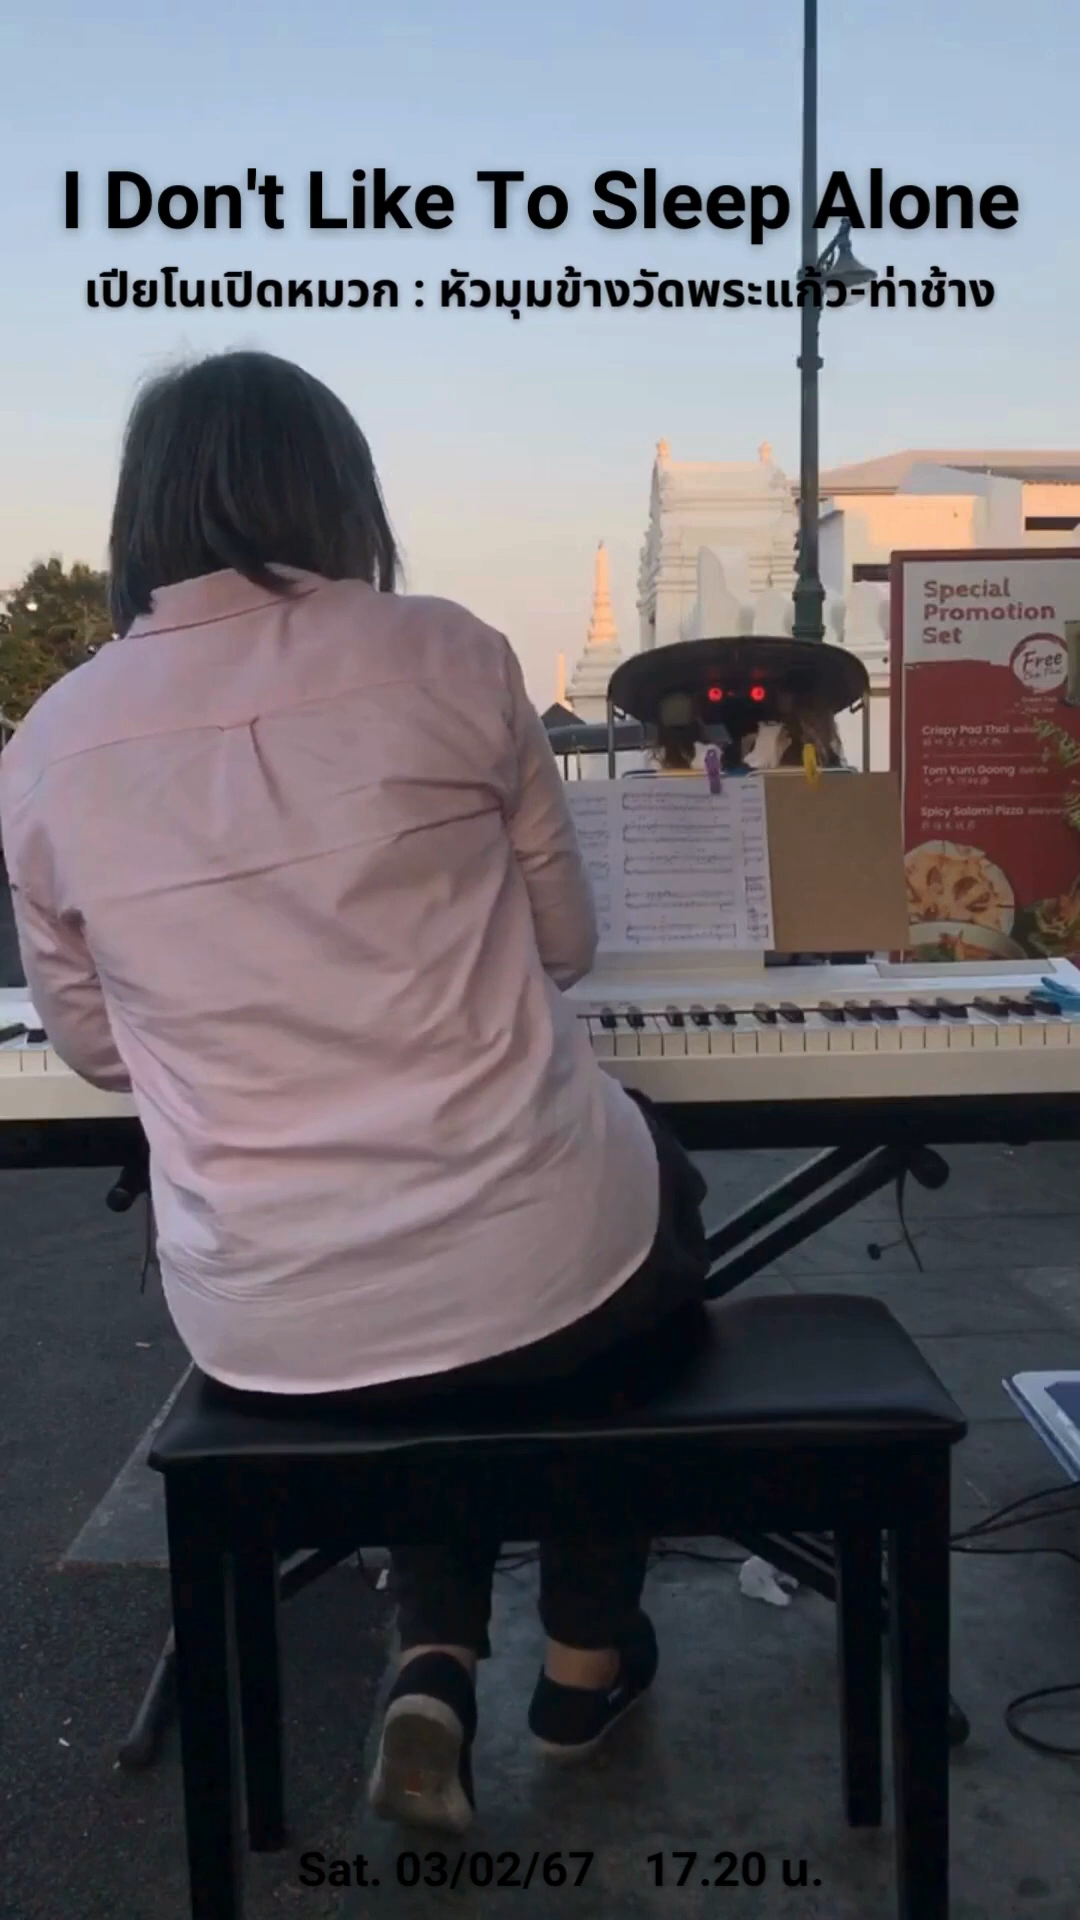 I Don't Like To Sleep Alone
เปียโนเปิดหมวก : หัวมุมข้างวัดพระแก้ว-ท่าช้าง
Special
Promotion
Set
Free
Crispy Pad Thai
Tom Yum Goong
Spicy Salami Pizza
Sat. 03/02/67 17.20 น.